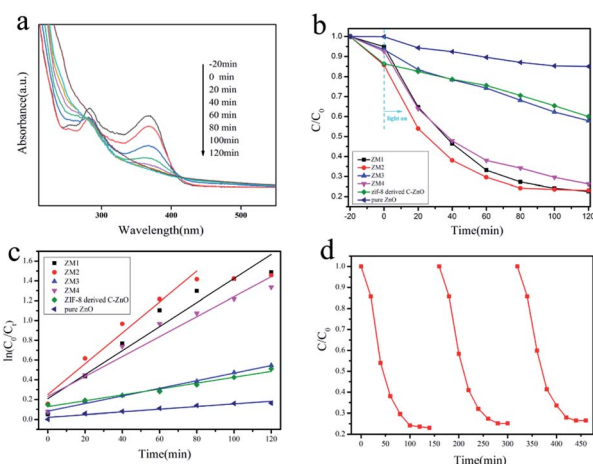 a
Absorbance(a.u.)
-20min
0 min
20 min
40 min
60 min
80 min
100min
120min
300
400
500
Wavelength(nm)
b
C/C0
1.0
0.9
0.8
0.7
0.6
0.5
0.4
0.3
0.2
light on
ZM1
ZM2
ZM3
ZM4
zif-8 derived C-ZnO
pure ZnO
-20 0 20 40 60 80 100 120
Time(min)
c
ln(C0/Ct)
1.6
1.4
1.2
1.0
0.8
0.6
0.4
0.2
0.0
ZM1
ZM2
ZM3
ZM4
ZIF-8 derived C-ZnO
pure ZnO
0 20 40 60 80 100 120
Time(min)
d
C/C0
1.0
0.9
0.8
0.7
0.6
0.5
0.4
0.3
0.2
0 50 100 150 200 250 300 350 400 450
Time(min)